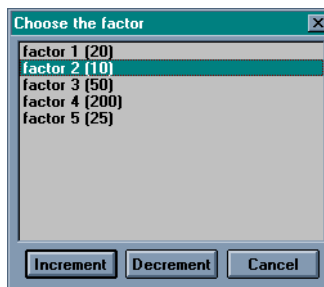 Choose the factor
factor 1 (20)
factor 2 (10)
factor 3 (50)
factor 4 (200)
factor 5 (25)
Increment Decrement Cancel